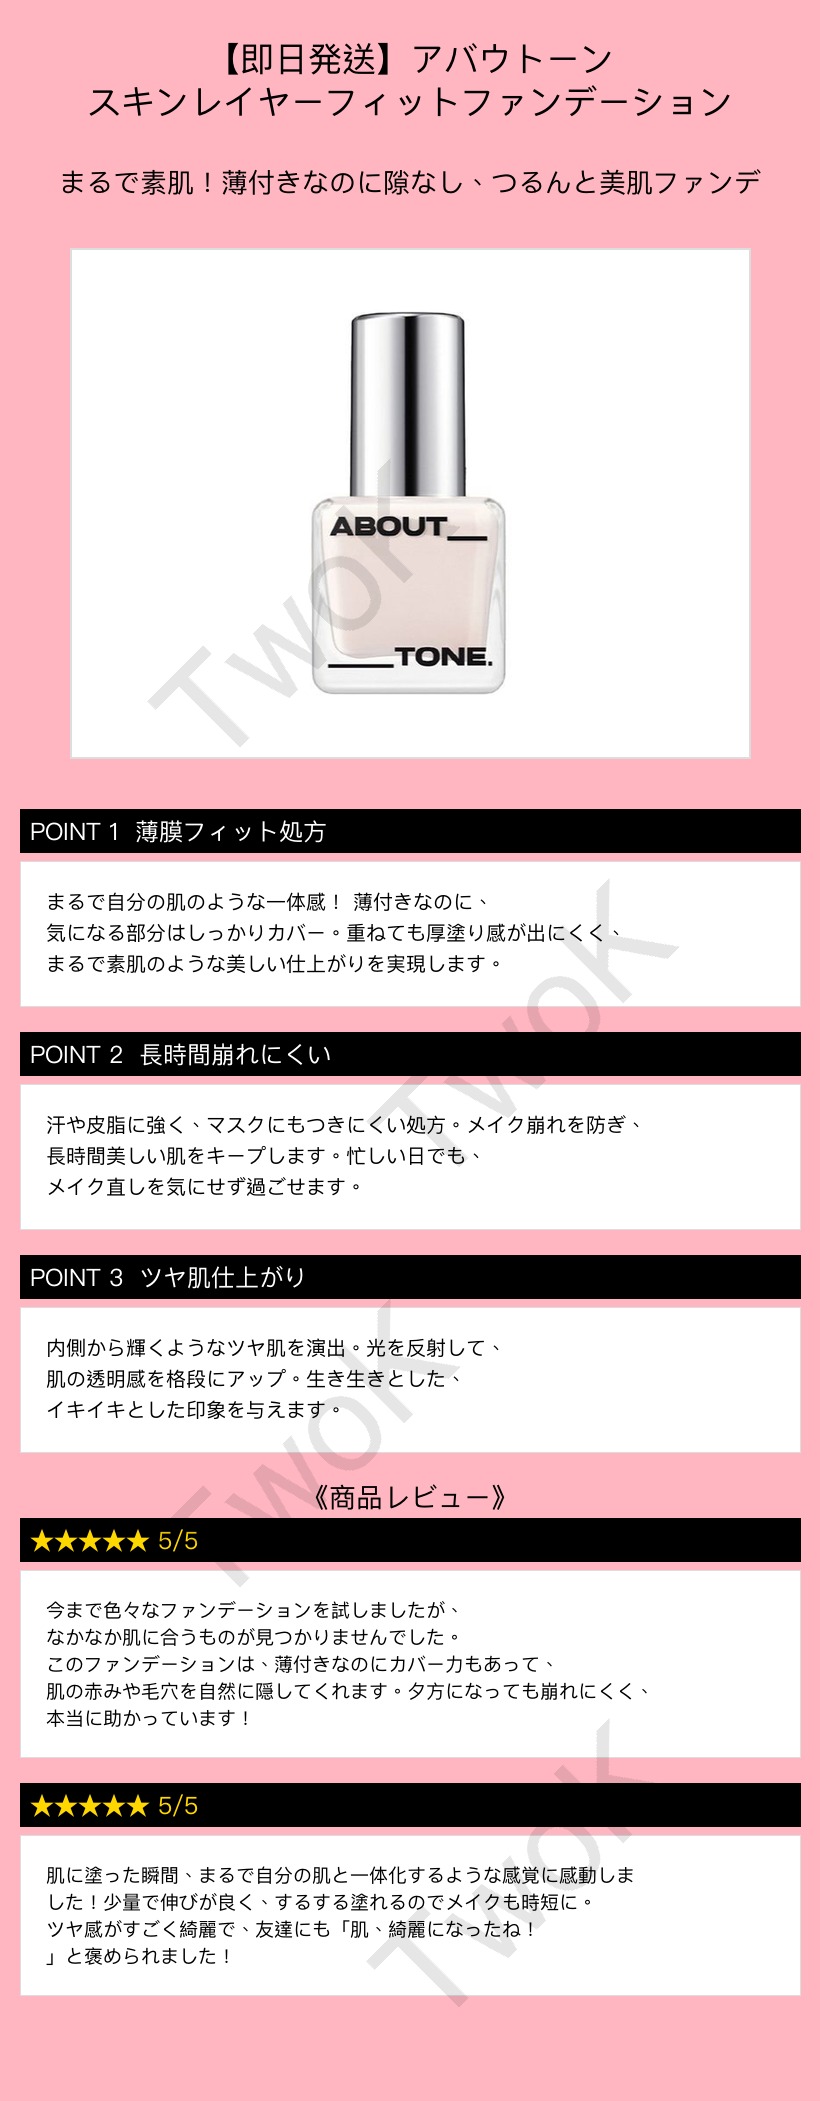 【即日発送】アバウトーン
スキンレイヤーフィットファンデーション
まるで素肌！薄付きなのに隙なし、つるんと美肌ファンデ
ABOUT__
___TONE.
TwoK
POINT 1 薄膜フィット処方
まるで自分の肌のような一体感！ 薄付きなのに、
気になる部分はしっかりカバー。重ねても厚塗り感が出にくく、
まるで素肌のような美しい仕上がりを実現します。
TwoK
POINT 2 長時間崩れにくい
汗や皮脂に強く、マスクにもつきにくい処方。メイク崩れを防ぎ、
長時間美しい肌をキープします。忙しい日でも、
メイク直しを気にせず過ごせます。
POINT 3 ツヤ肌仕上がり
内側から輝くようなツヤ肌を演出。光を反射して、
肌の透明感を格段にアップ。生き生きとした、
イキイキとした印象を与えます。
TwoK
《商品レビュー》
★★★★★ 5/5
今まで色々なファンデーションを試しましたが、
なかなか肌に合うものが見つかりませんでした。
このファンデーションは、薄付きなのにカバー力もあって、
肌の赤みや毛穴を自然に隠してくれます。夕方になっても崩れにくく、
本当に助かっています！
★★★★★ 5/5
肌に塗った瞬間、まるで自分の肌と一体化するような感覚に感動しま
した！少量で伸びが良く、するする塗れるのでメイクも時短に。
ツヤ感がすごく綺麗で、友達にも「肌、綺麗になったね！
」と褒められました！
TwoK